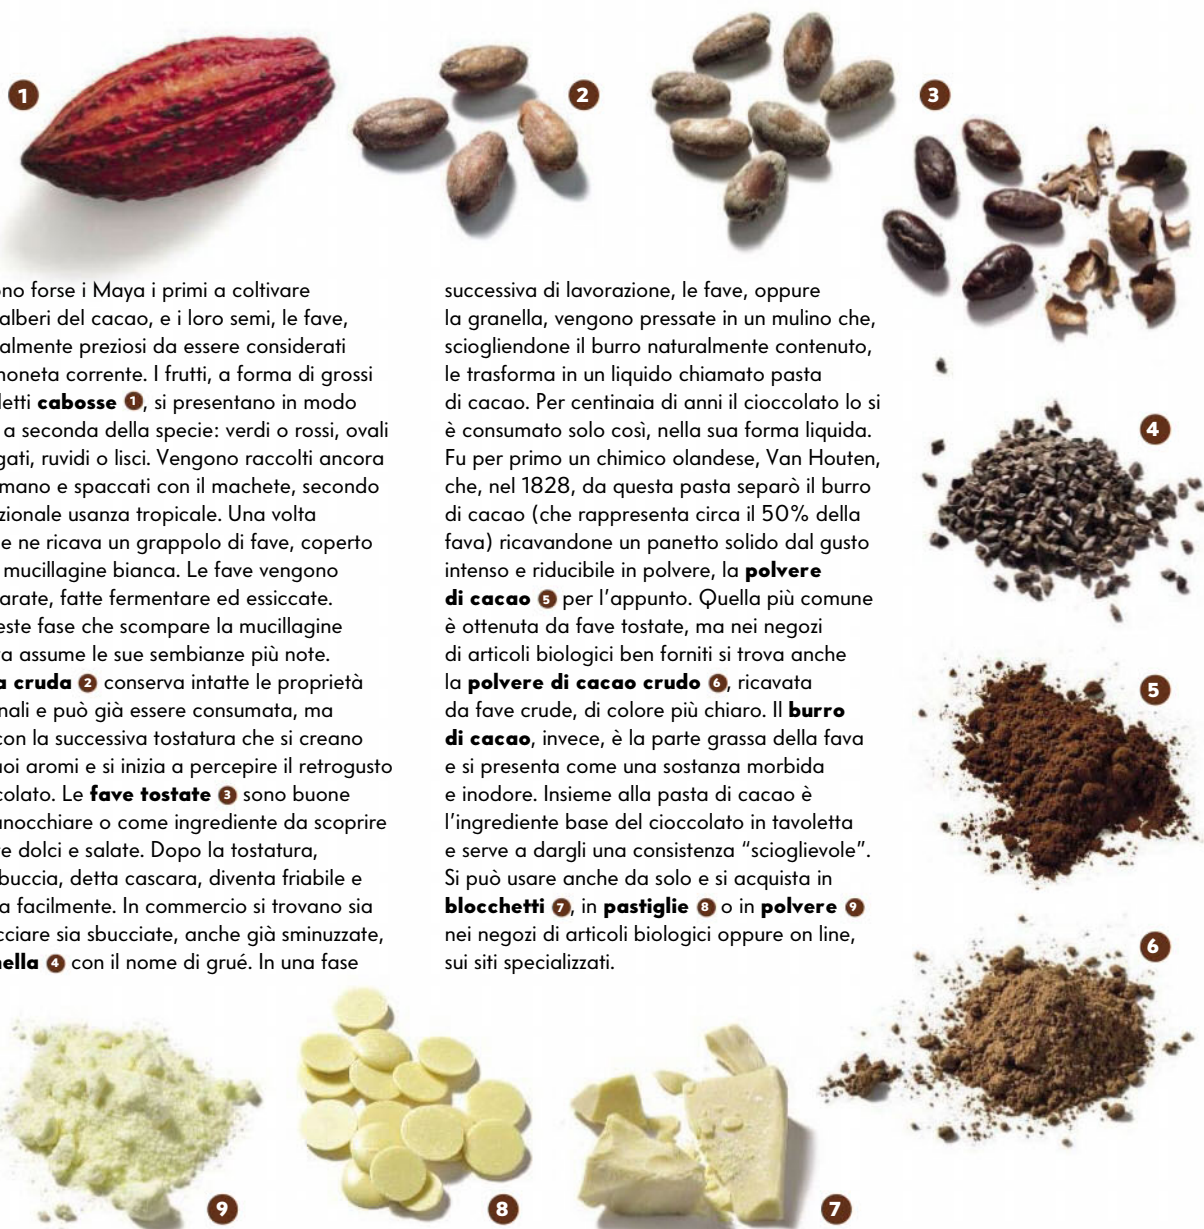 1
2
3
no forse i Maya i primi a coltivare
alberi del cacao, e i loro semi, le fave,
almente preziosi da essere considerati
moneta corrente. I frutti, a forma di grossi
detti cabosse 1, si presentano in modo
a seconda della specie: verdi o rossi, ovali
gati, ruvidi o lisci. Vengono raccolti ancora
mano e spaccati con il machete, secondo
zionale usanza tropicale. Una volta
e ne ricava un grappolo di fave, coperto
mucillagine bianca. Le fave vengono
arate, fatte fermentare ed essiccate.
este fase che scompare la mucillagine
a assume le sue sembianze più note.
a cruda 2 conserva intatte le proprietà
nali e può già essere consumata, ma
con la successiva tostatura che si creano
uoi aromi e si inizia a percepire il retrogusto
colato. Le fave tostate 3 sono buone
anocchiare o come ingrediente da scoprire
e dolci e salate. Dopo la tostatura,
buccia, detta cascara, diventa friabile e
a facilmente. In commercio si trovano sia
cciare sia sbucciate, anche già sminuzzate,
nella 4 con il nome di grué. In una fase
successiva di lavorazione, le fave, oppure
la granella, vengono pressate in un mulino che,
sciogliendone il burro naturalmente contenuto,
le trasforma in un liquido chiamato pasta
di cacao. Per centinaia di anni il cioccolato lo si
è consumato solo così, nella sua forma liquida.
Fu per primo un chimico olandese, Van Houten,
che, nel 1828, da questa pasta separò il burro
di cacao (che rappresenta circa il 50% della
fava) ricavandone un panetto solido dal gusto
intenso e riducibile in polvere, la polvere
di cacao 5 per l'appunto. Quella più comune
è ottenuta da fave tostate, ma nei negozi
di articoli biologici ben forniti si trova anche
la polvere di cacao crudo 6, ricavata
da fave crude, di colore più chiaro. Il burro
di cacao, invece, è la parte grassa della fava
e si presenta come una sostanza morbida
e inodore. Insieme alla pasta di cacao è
l'ingrediente base del cioccolato in tavoletta
e serve a dargli una consistenza "scioglievole".
Si può usare anche da solo e si acquista in
blocchetti 7, in pastiglie 8 o in polvere 9
nei negozi di articoli biologici oppure on line,
sui siti specializzati.
4
5
6
9
8
7